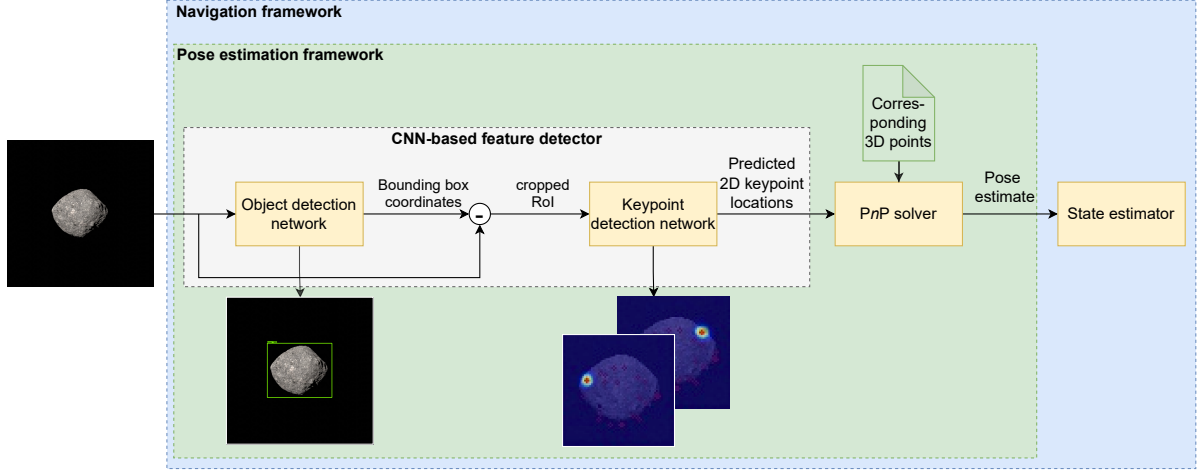 Navigation framework
Pose estimation framework
CNN-based feature detector
Object detection
network
Bounding box
coordinates
-
cropped
RoI
Keypoint
detection network
Predicted
2D keypoint
locations
Corres-
ponding
3D points
PnP solver
Pose
estimate
State estimator